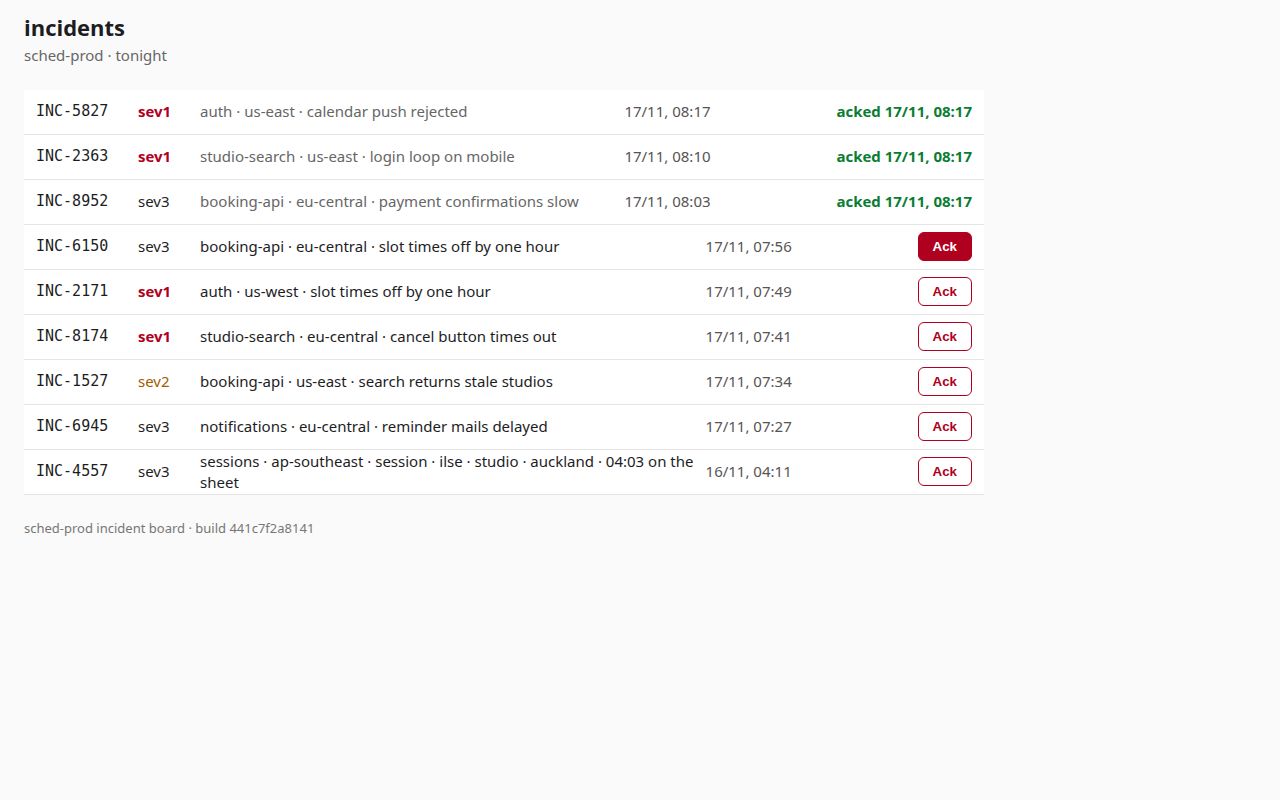 incidents
sched-prod · tonight
INC-5827 sev1 auth · us-east · calendar push rejected 17/11, 08:17 acked 17/11, 08:17
INC-2363 sev1 studio-search · us-east · login loop on mobile 17/11, 08:10 acked 17/11, 08:17
INC-8952 sev3 booking-api · eu-central · payment confirmations slow 17/11, 08:03 acked 17/11, 08:17
INC-6150 sev3 booking-api · eu-central · slot times off by one hour 17/11, 07:56 Ack
INC-2171 sev1 auth · us-west · slot times off by one hour 17/11, 07:49 Ack
INC-8174 sev1 studio-search · eu-central · cancel button times out 17/11, 07:41 Ack
INC-1527 sev2 booking-api · us-east · search returns stale studios 17/11, 07:34 Ack
INC-6945 sev3 notifications · eu-central · reminder mails delayed 17/11, 07:27 Ack
INC-4557 sev3 sessions · ap-southeast · session · ilse · studio · auckland · 04:03 on the 16/11, 04:11 Ack
sheet
sched-prod incident board · build 441c7f2a8141